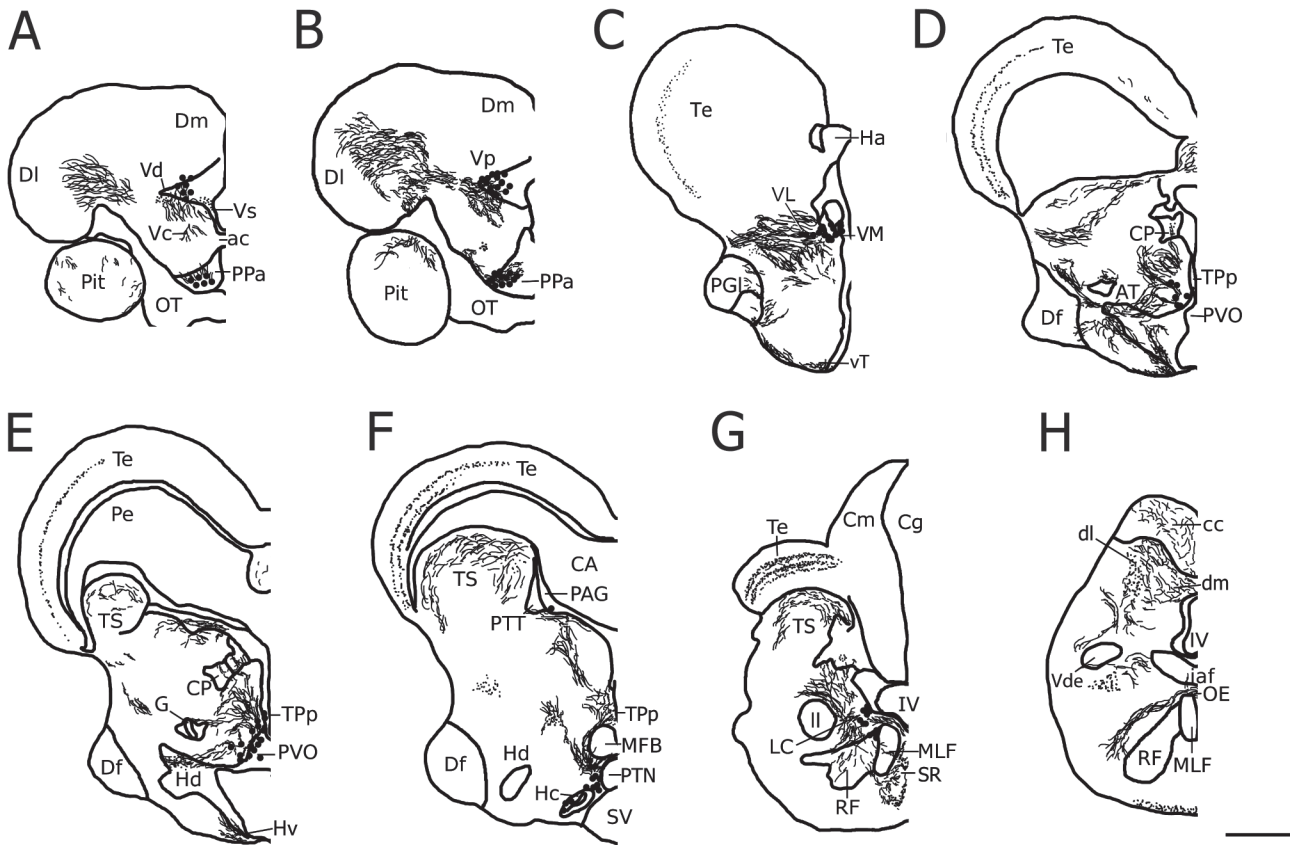 A
Dm
Dl
Vd
Vs
Vc
ac
PPa
Pit
OT
B
Dm
Vp
Dl
PPa
Pit
OT
C
Te
Ha
VL
VM
PGl
vT
D
Te
CP
TPp
AT
PVO
Df
E
Te
Pe
TS
CP
G
TPp
PVO
Df
Hd
Hv
F
Te
CA
TS
PAG
PTT
TPp
MFB
Df
Hd
PTN
Hc
SV
G
Cm
Cg
Te
TS
IV
II
LC
MLF
SR
RF
H
cc
dl
dm
IV
Vde
iaf
OE
RF
MLF